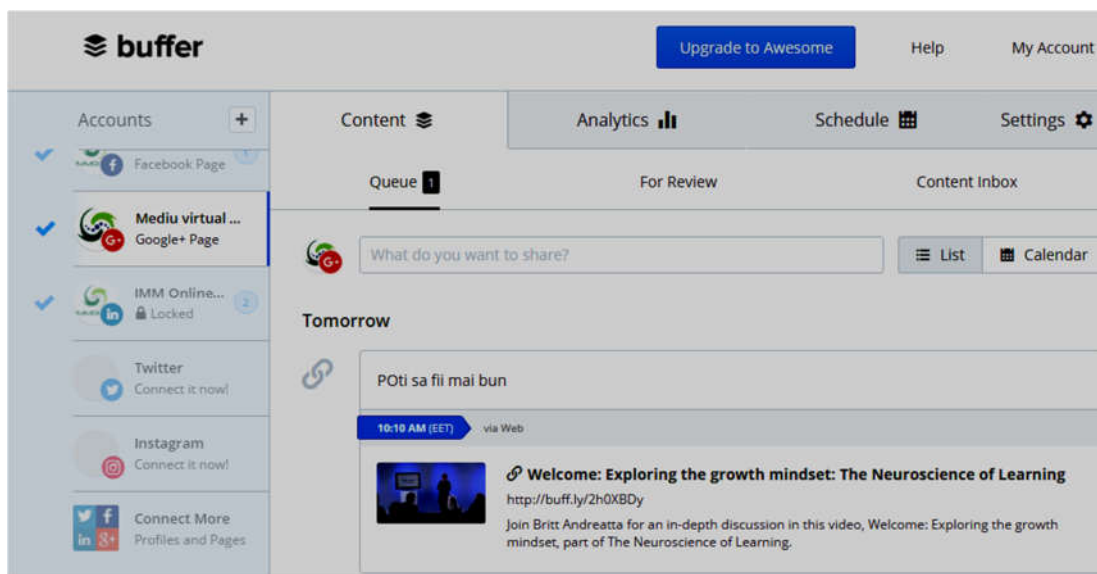 buffer
Upgrade to Awesome
Help
My Account
Accounts
+
Content
Analytics
Schedule
Settings
Facebook Page
1
Queue 1
For Review
Content Inbox
Mediu virtual ...
Google+ Page
What do you want to share?
List
Calendar
IMM Online...
Locked
2
Tomorrow
Twitter
Connect it now!
POti sa fii mai bun
10:10 AM (EET)
via Web
Instagram
Connect it now!
Welcome: Exploring the growth mindset: The Neuroscience of Learning
http://buff.ly/2h0XBDy
Join Britt Andreatta for an in-depth discussion in this video, Welcome: Exploring the growth
mindset, part of The Neuroscience of Learning.
Connect More
Profiles and Pages